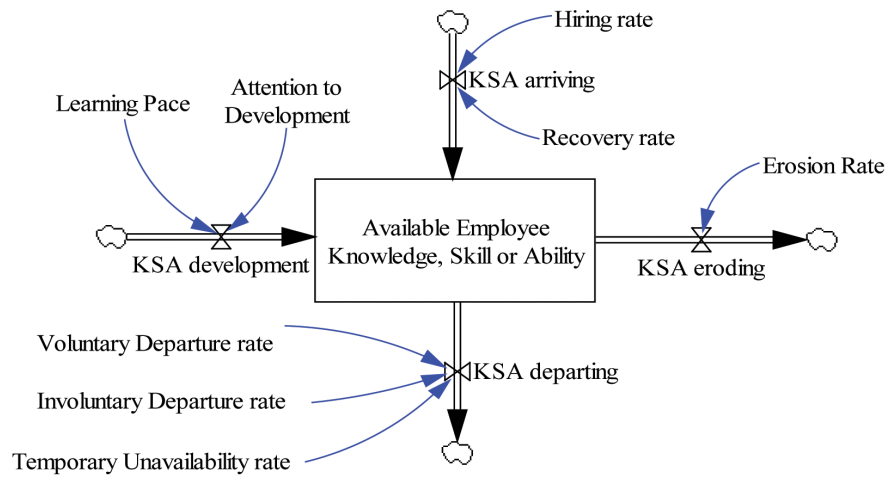 Hiring rate
KSA arriving
Attention to
Development
Learning Pace
Recovery rate
Erosion Rate
Available Employee
Knowledge, Skill or Ability
KSA development
KSA eroding
Voluntary Departure rate
KSA departing
Involuntary Departure rate
Temporary Unavailability rate